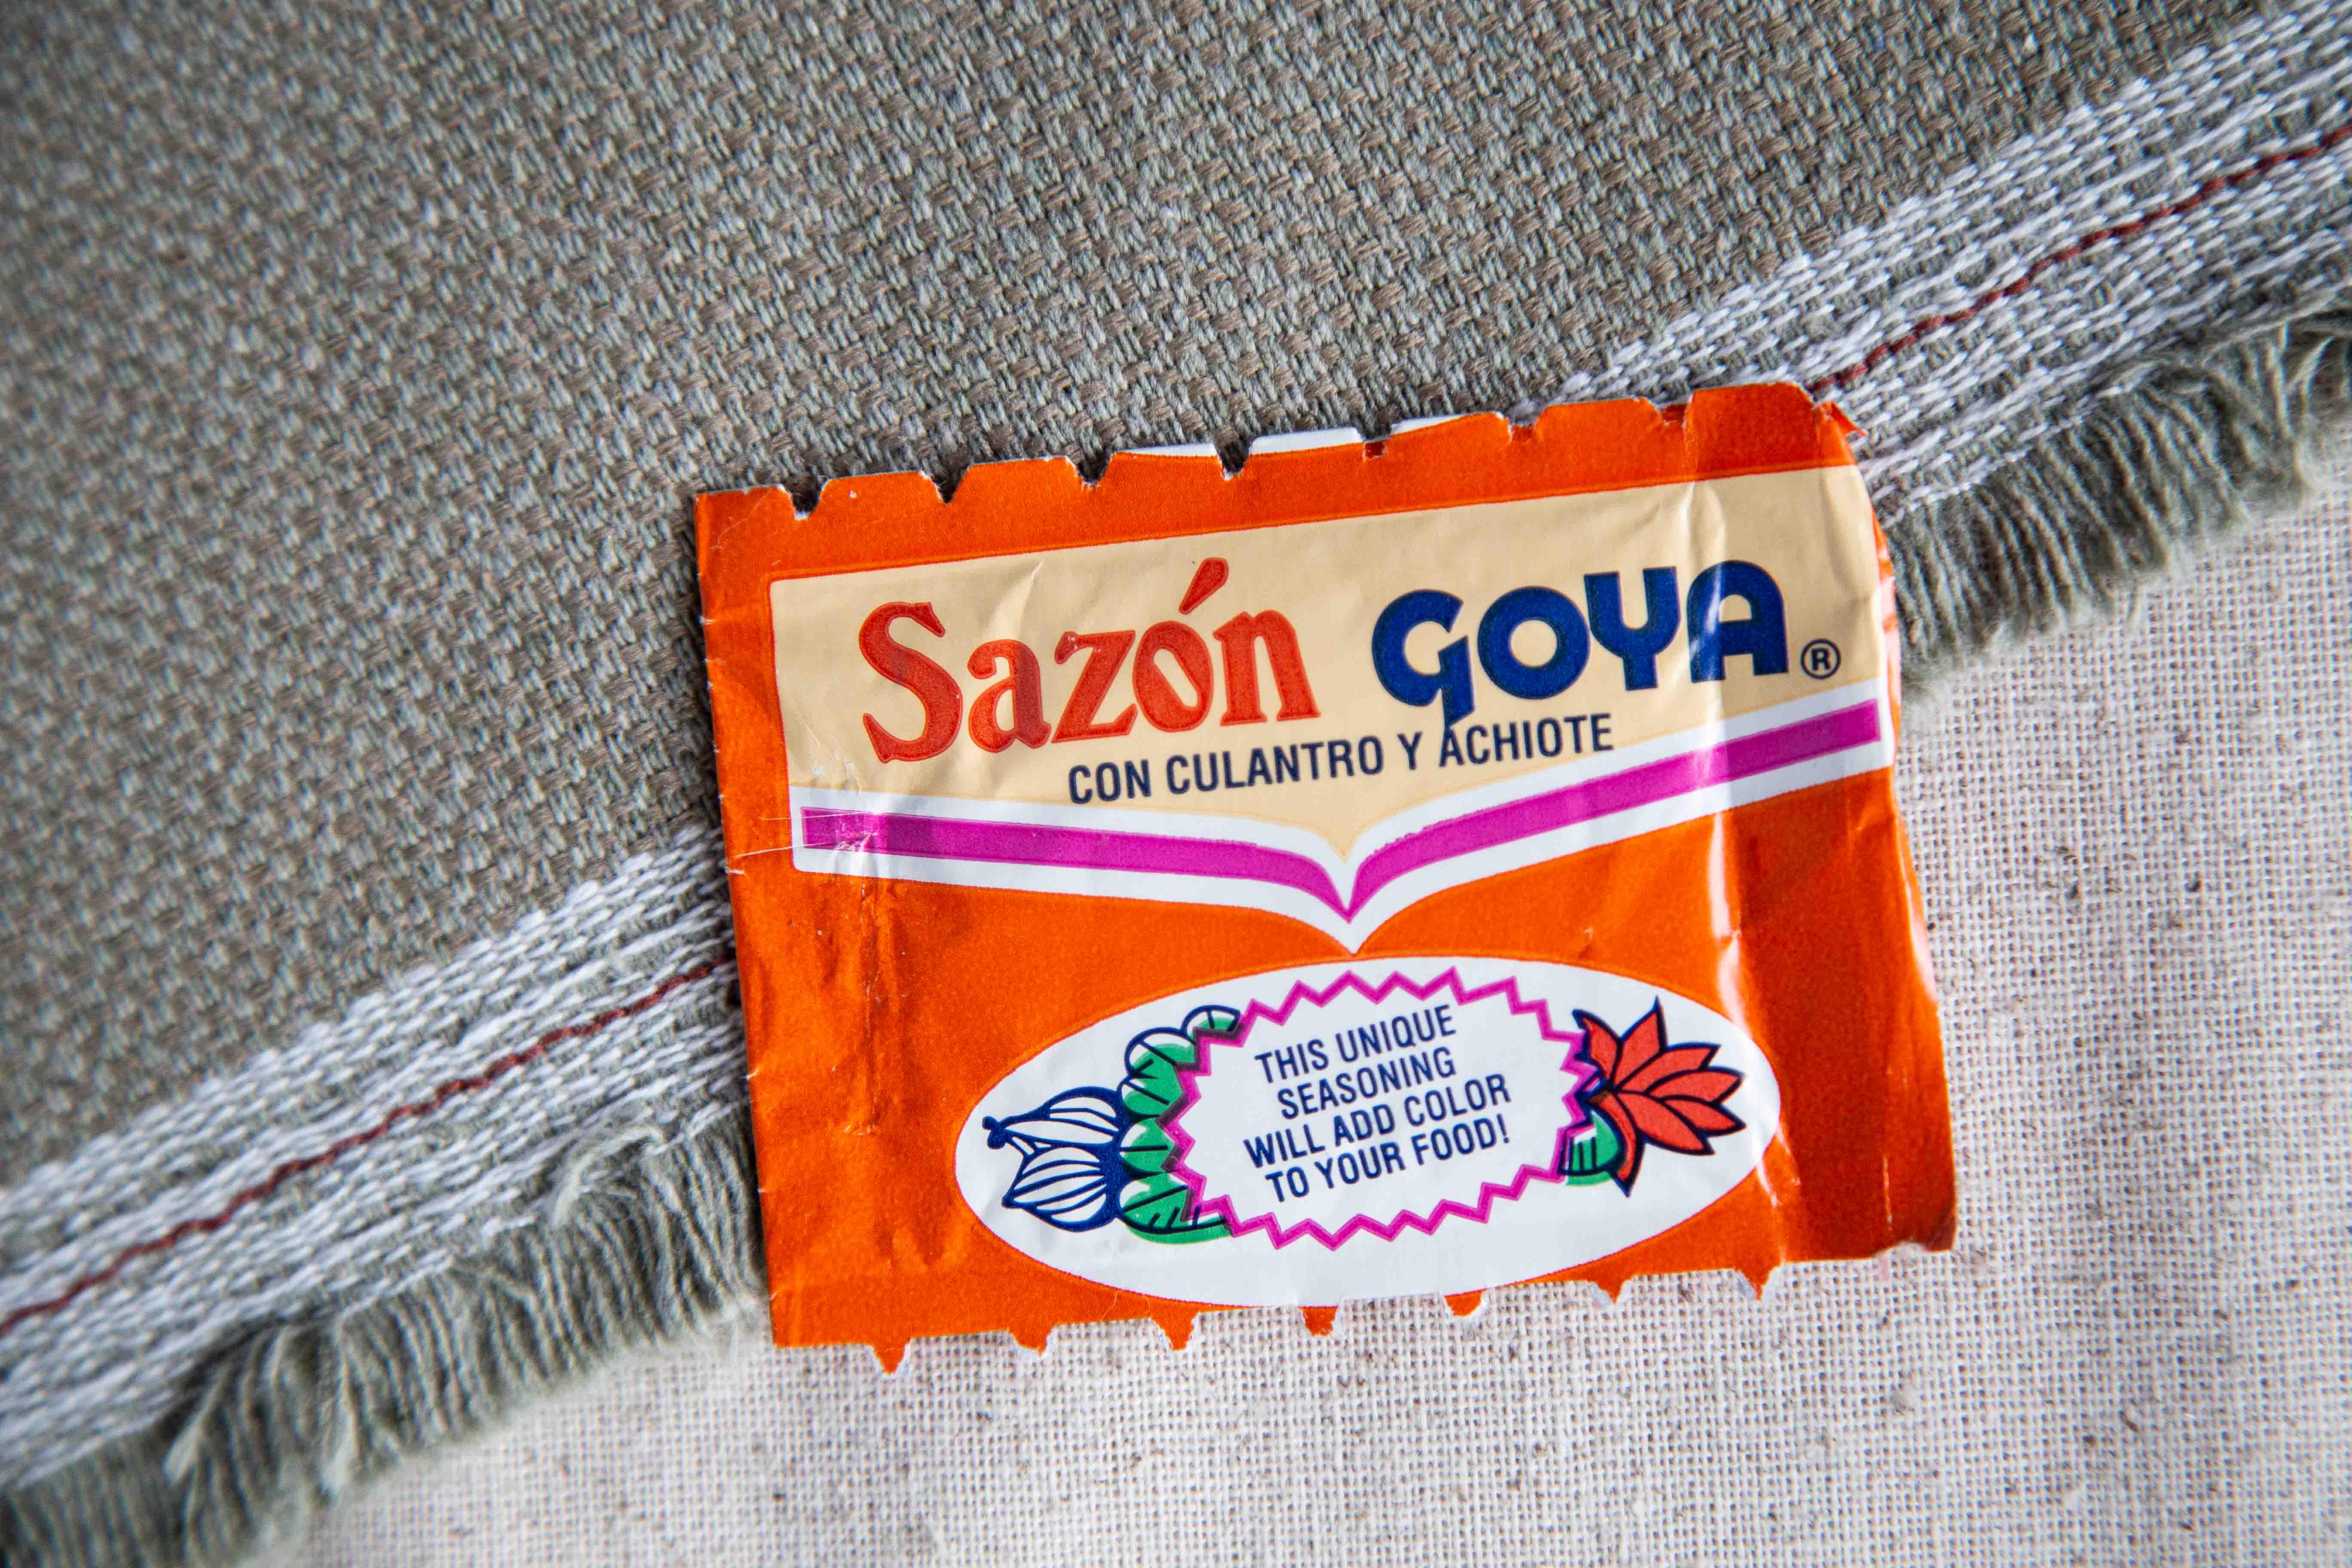 Sazón GOYA®
CON CULANTRO Y ACHIOTE
THIS UNIQUE
SEASONING
WILL ADD COLOR
TO YOUR FOOD!